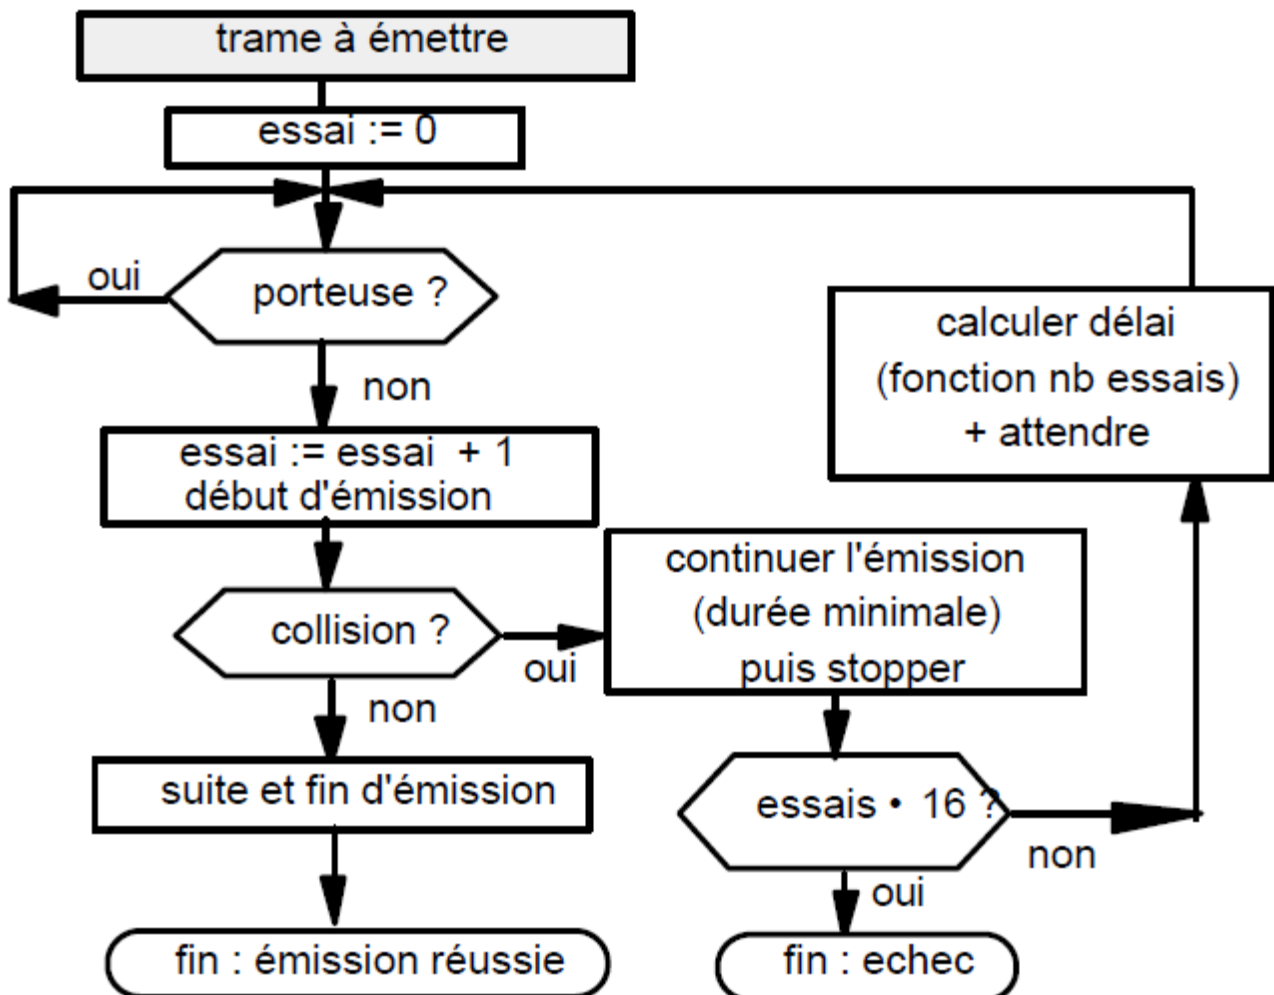 trame à émettre
essai := 0
oui
porteuse ?
non
essai := essai + 1
début d'émission
collision ?
oui
non
suite et fin d'émission
fin : émission réussie
continuer l'émission
(durée minimale)
puis stopper
essais • 16 ?
non
oui
fin : echec
calculer délai
(fonction nb essais)
+ attendre